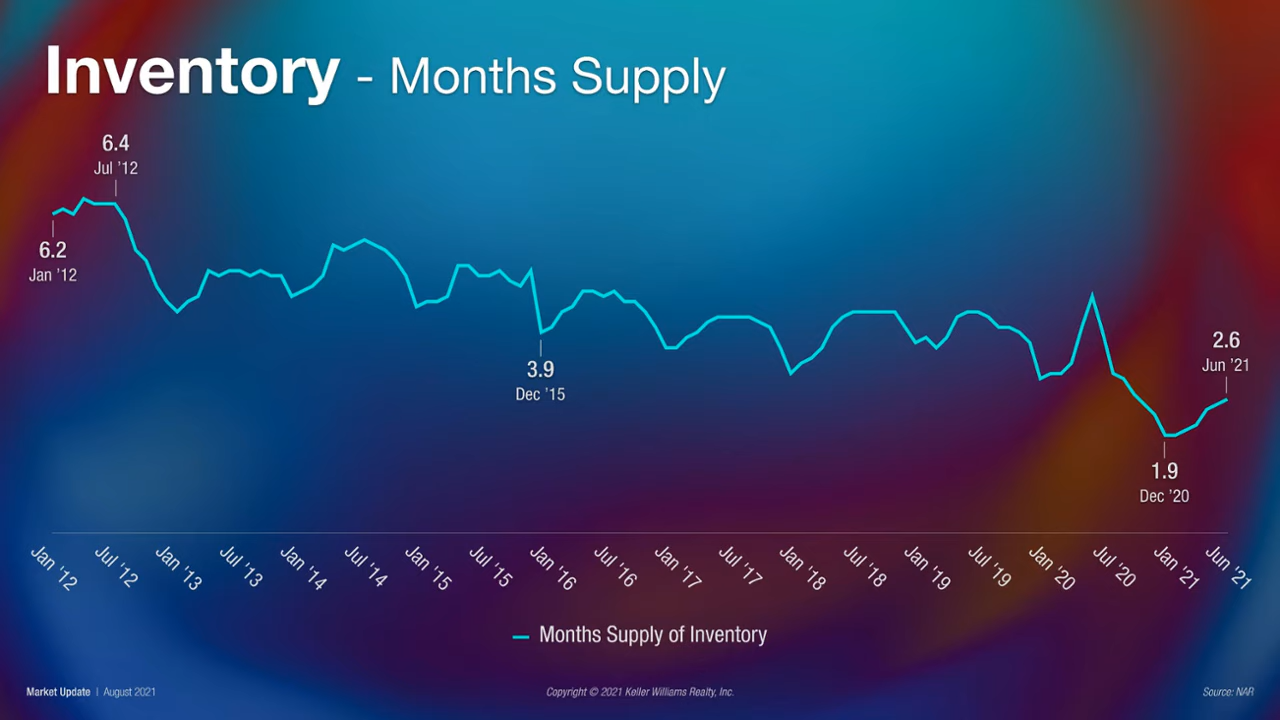 Inventory - Months Supply
6.4
Jul ’12
6.2
Jan ’12
3.9
Dec ’15
2.6
Jun ’21
1.9
Dec ’20
Jan ’12
Jul ’12
Jan ’13
Jul ’13
Jan ’14
Jul ’14
Jan ’15
Jul ’15
Jan ’16
Jul ’16
Jan ’17
Jul ’17
Jan ’18
Jul ’18
Jan ’19
Jul ’19
Jan ’20
Jul ’20
Jan ’21
Jun ’21
Months Supply of Inventory
Market Update | August 2021
Copyright © 2021 Keller Williams Realty, Inc.
Source: NAR